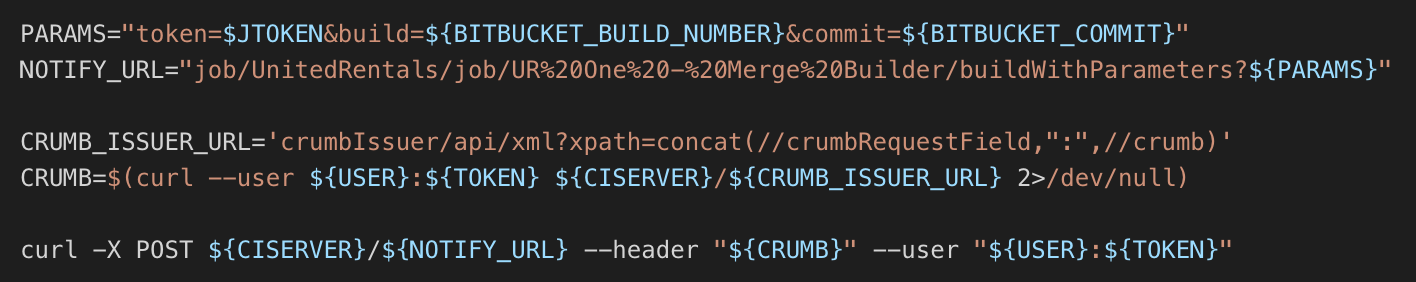 PARAMS="token=$JTOKEN&build=${BITBUCKET_BUILD_NUMBER}&commit=${BITBUCKET_COMMIT}"
NOTIFY_URL="job/UnitedRentals/job/UR%20One%20-%20Merge%20Builder/buildWithParameters?${PARAMS}"
CRUMB_ISSUER_URL='crumbIssuer/api/xml?xpath=concat(//crumbRequestField,":",//crumb)'
CRUMB=$(curl --user ${USER}:${TOKEN} ${CISERVER}/${CRUMB_ISSUER_URL} 2>/dev/null)
curl -X POST ${CISERVER}/${NOTIFY_URL} --header "${CRUMB}" --user "${USER}:${TOKEN}"